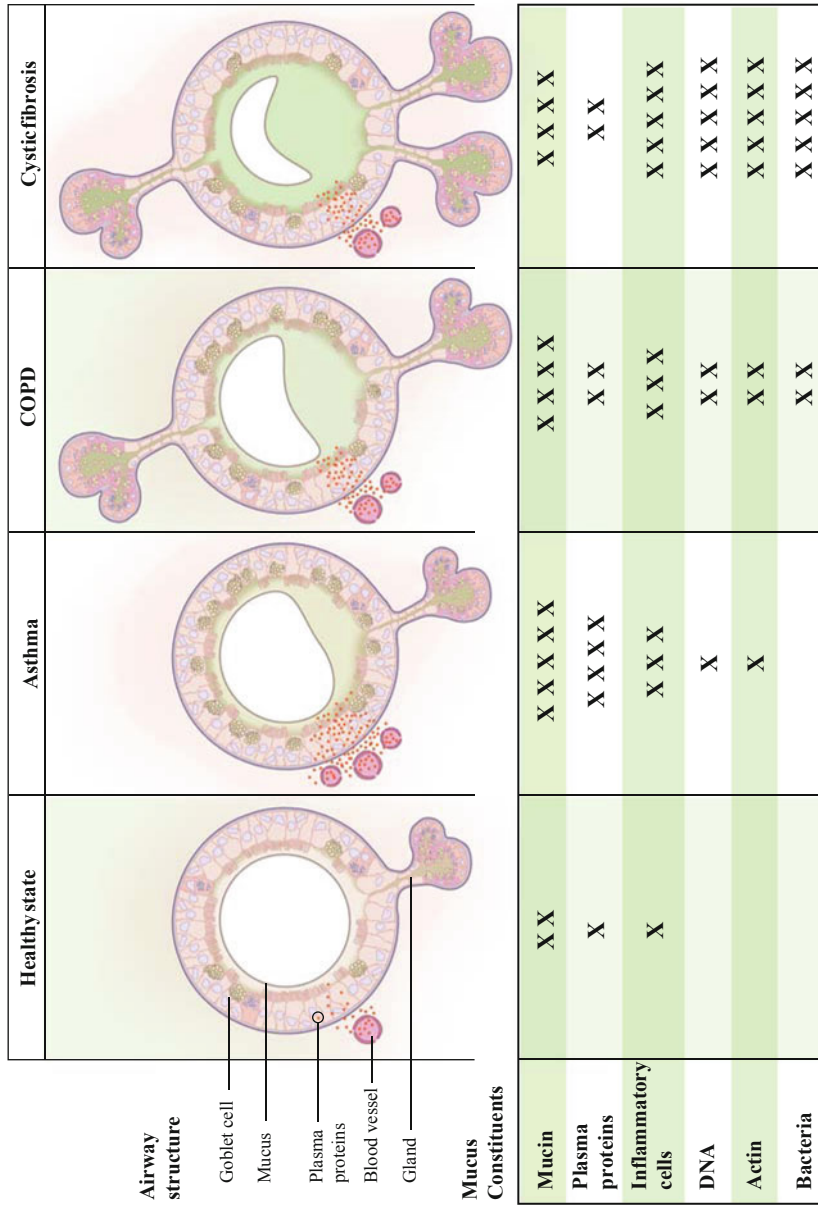 Healthy state
Asthma
COPD
Cystic fibrosis
Airway
structure
Goblet cell
Mucus
Plasma
proteins
Blood vessel
Gland
Mucus
Constituents
Mucin X X X X X X X X X X X X X X X
Plasma
proteins X X X X X X X X X
Inflammatory
cells X X X X X X X X X X X X
DNA X X X X X X X X
Actin X X X X X X X X
Bacteria X X X X X X X